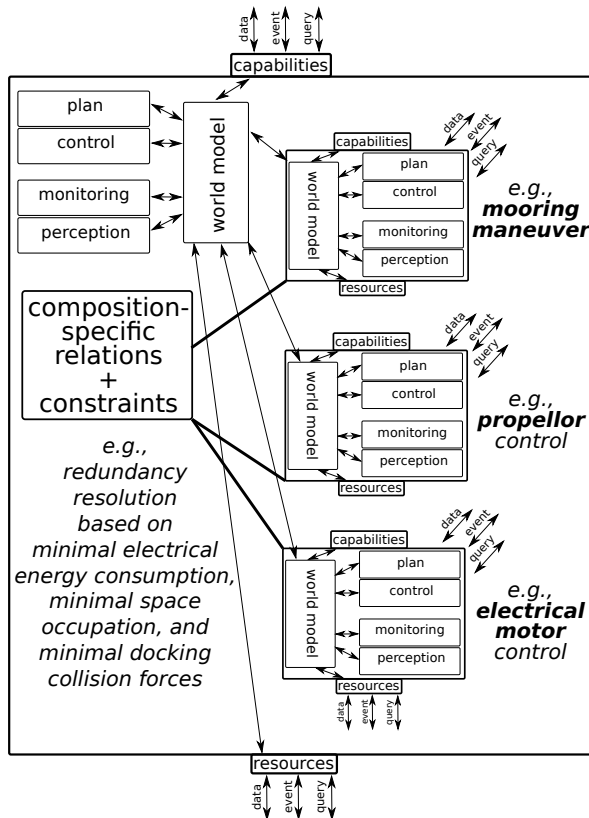 data
event
query
capabilities
plan
control
monitoring
perception
world model
data
event
query
capabilities
world model
plan
control
monitoring
perception
resources
e.g.,
mooring
maneuver
composition-
specific
relations
+
constraints
e.g.,
redundancy
resolution
based on
minimal electrical
energy consumption,
minimal space
occupation, and
minimal docking
collision forces
data
event
query
capabilities
world model
plan
control
monitoring
perception
resources
e.g.,
propellor
control
data
event
query
capabilities
world model
plan
control
monitoring
perception
resources
data
event
query
e.g.,
electrical
motor
control
resources
data
event
query